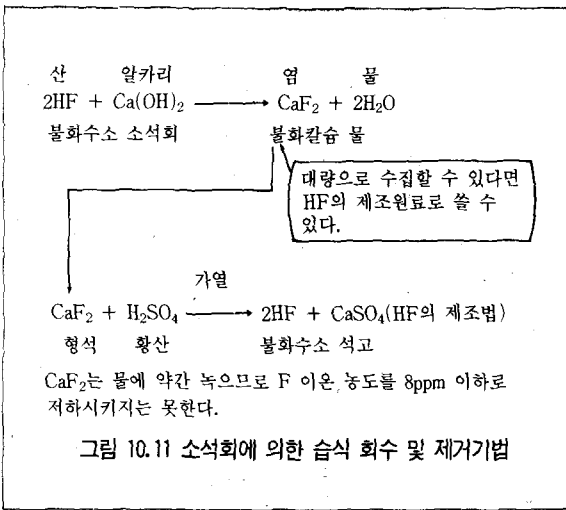 산 알카리 염 물
2HF + Ca(OH)₂ ⟶ CaF₂ + 2H₂O
불화수소 소석회 불화칼슘 물
대량으로 수집할 수 있다면
HF의 제조원료로 쓸 수
있다.
가열
CaF₂ + H₂SO₄ ⟶ 2HF + CaSO₄(HF의 제조법)
형석 황산 불화수소 석고
CaF₂는 물에 약간 녹으므로 F 이온 농도를 8ppm 이하로
저하시키지는 못한다.
그림 10.11 소석회에 의한 습식 회수 및 제거기법